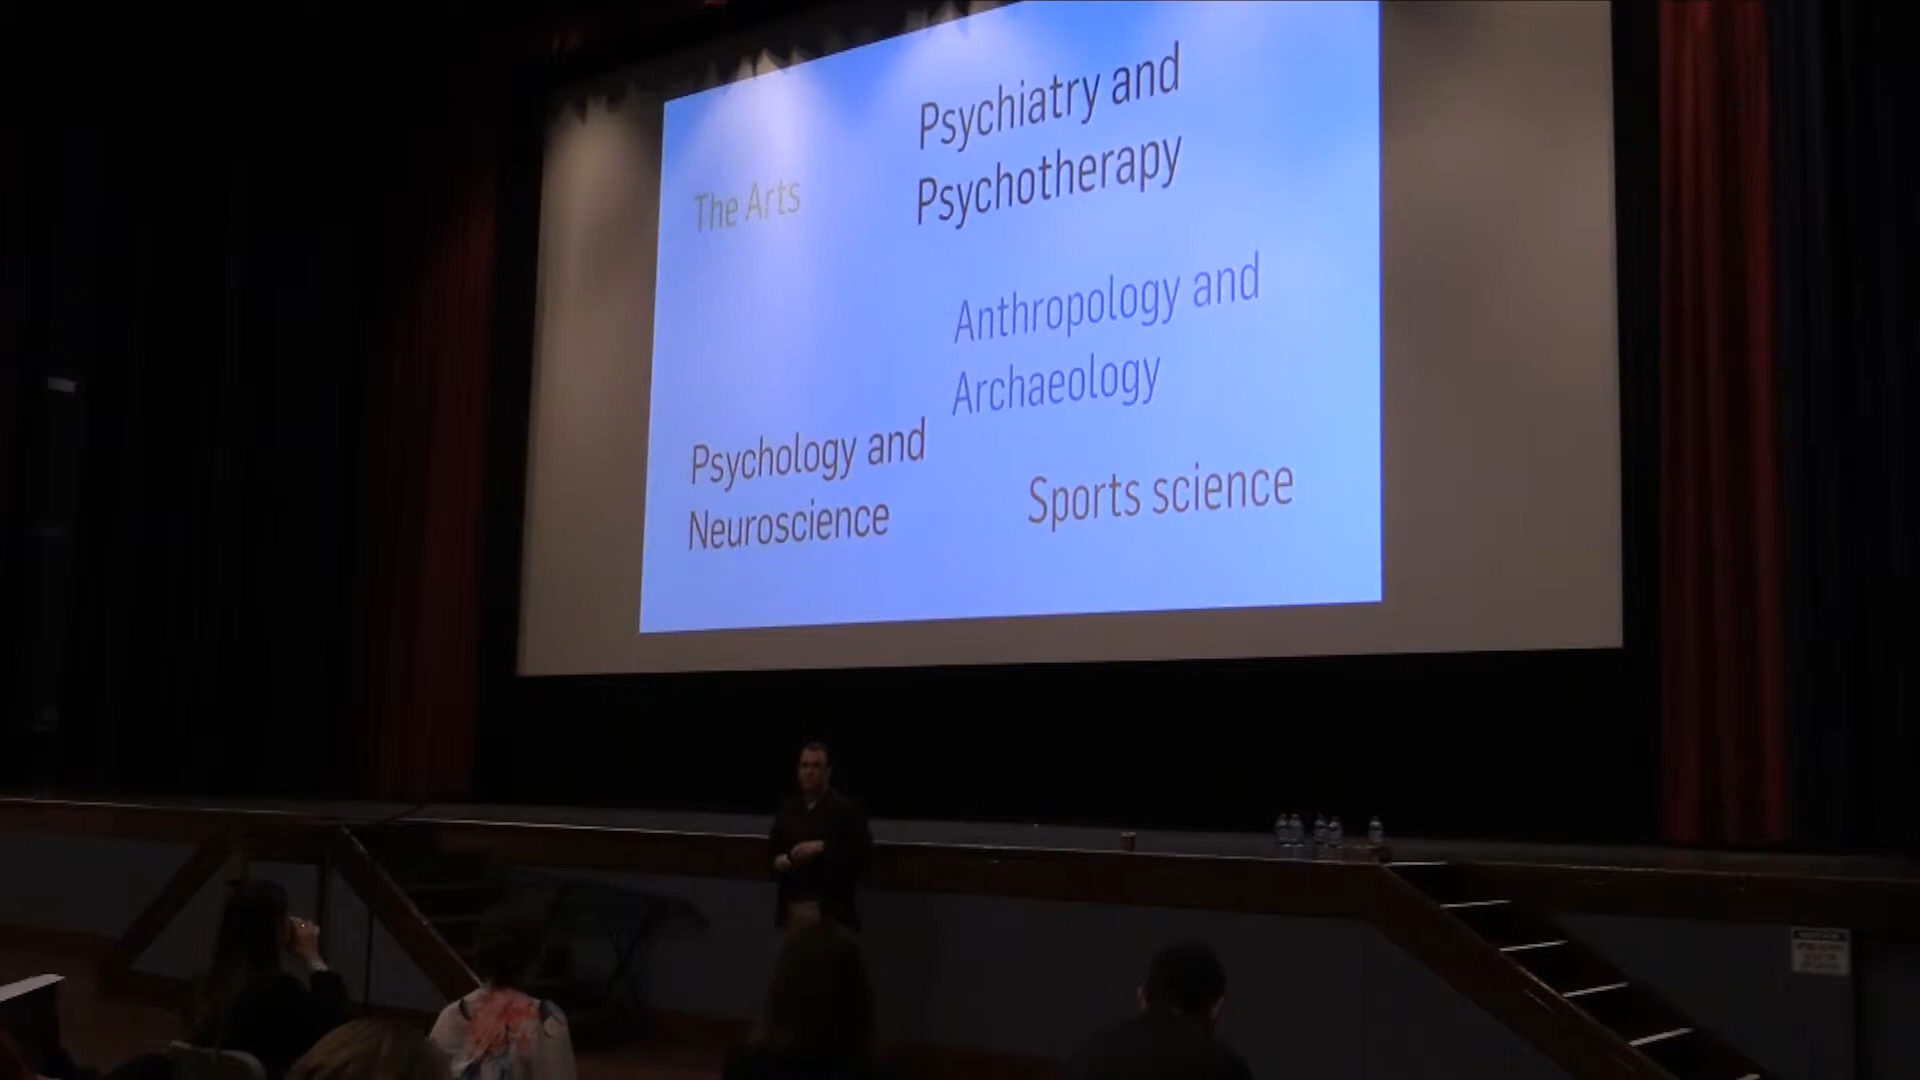 Psychiatry and
Psychotherapy
The Arts
Anthropology and
Archaeology
Psychology and
Neuroscience
Sports science